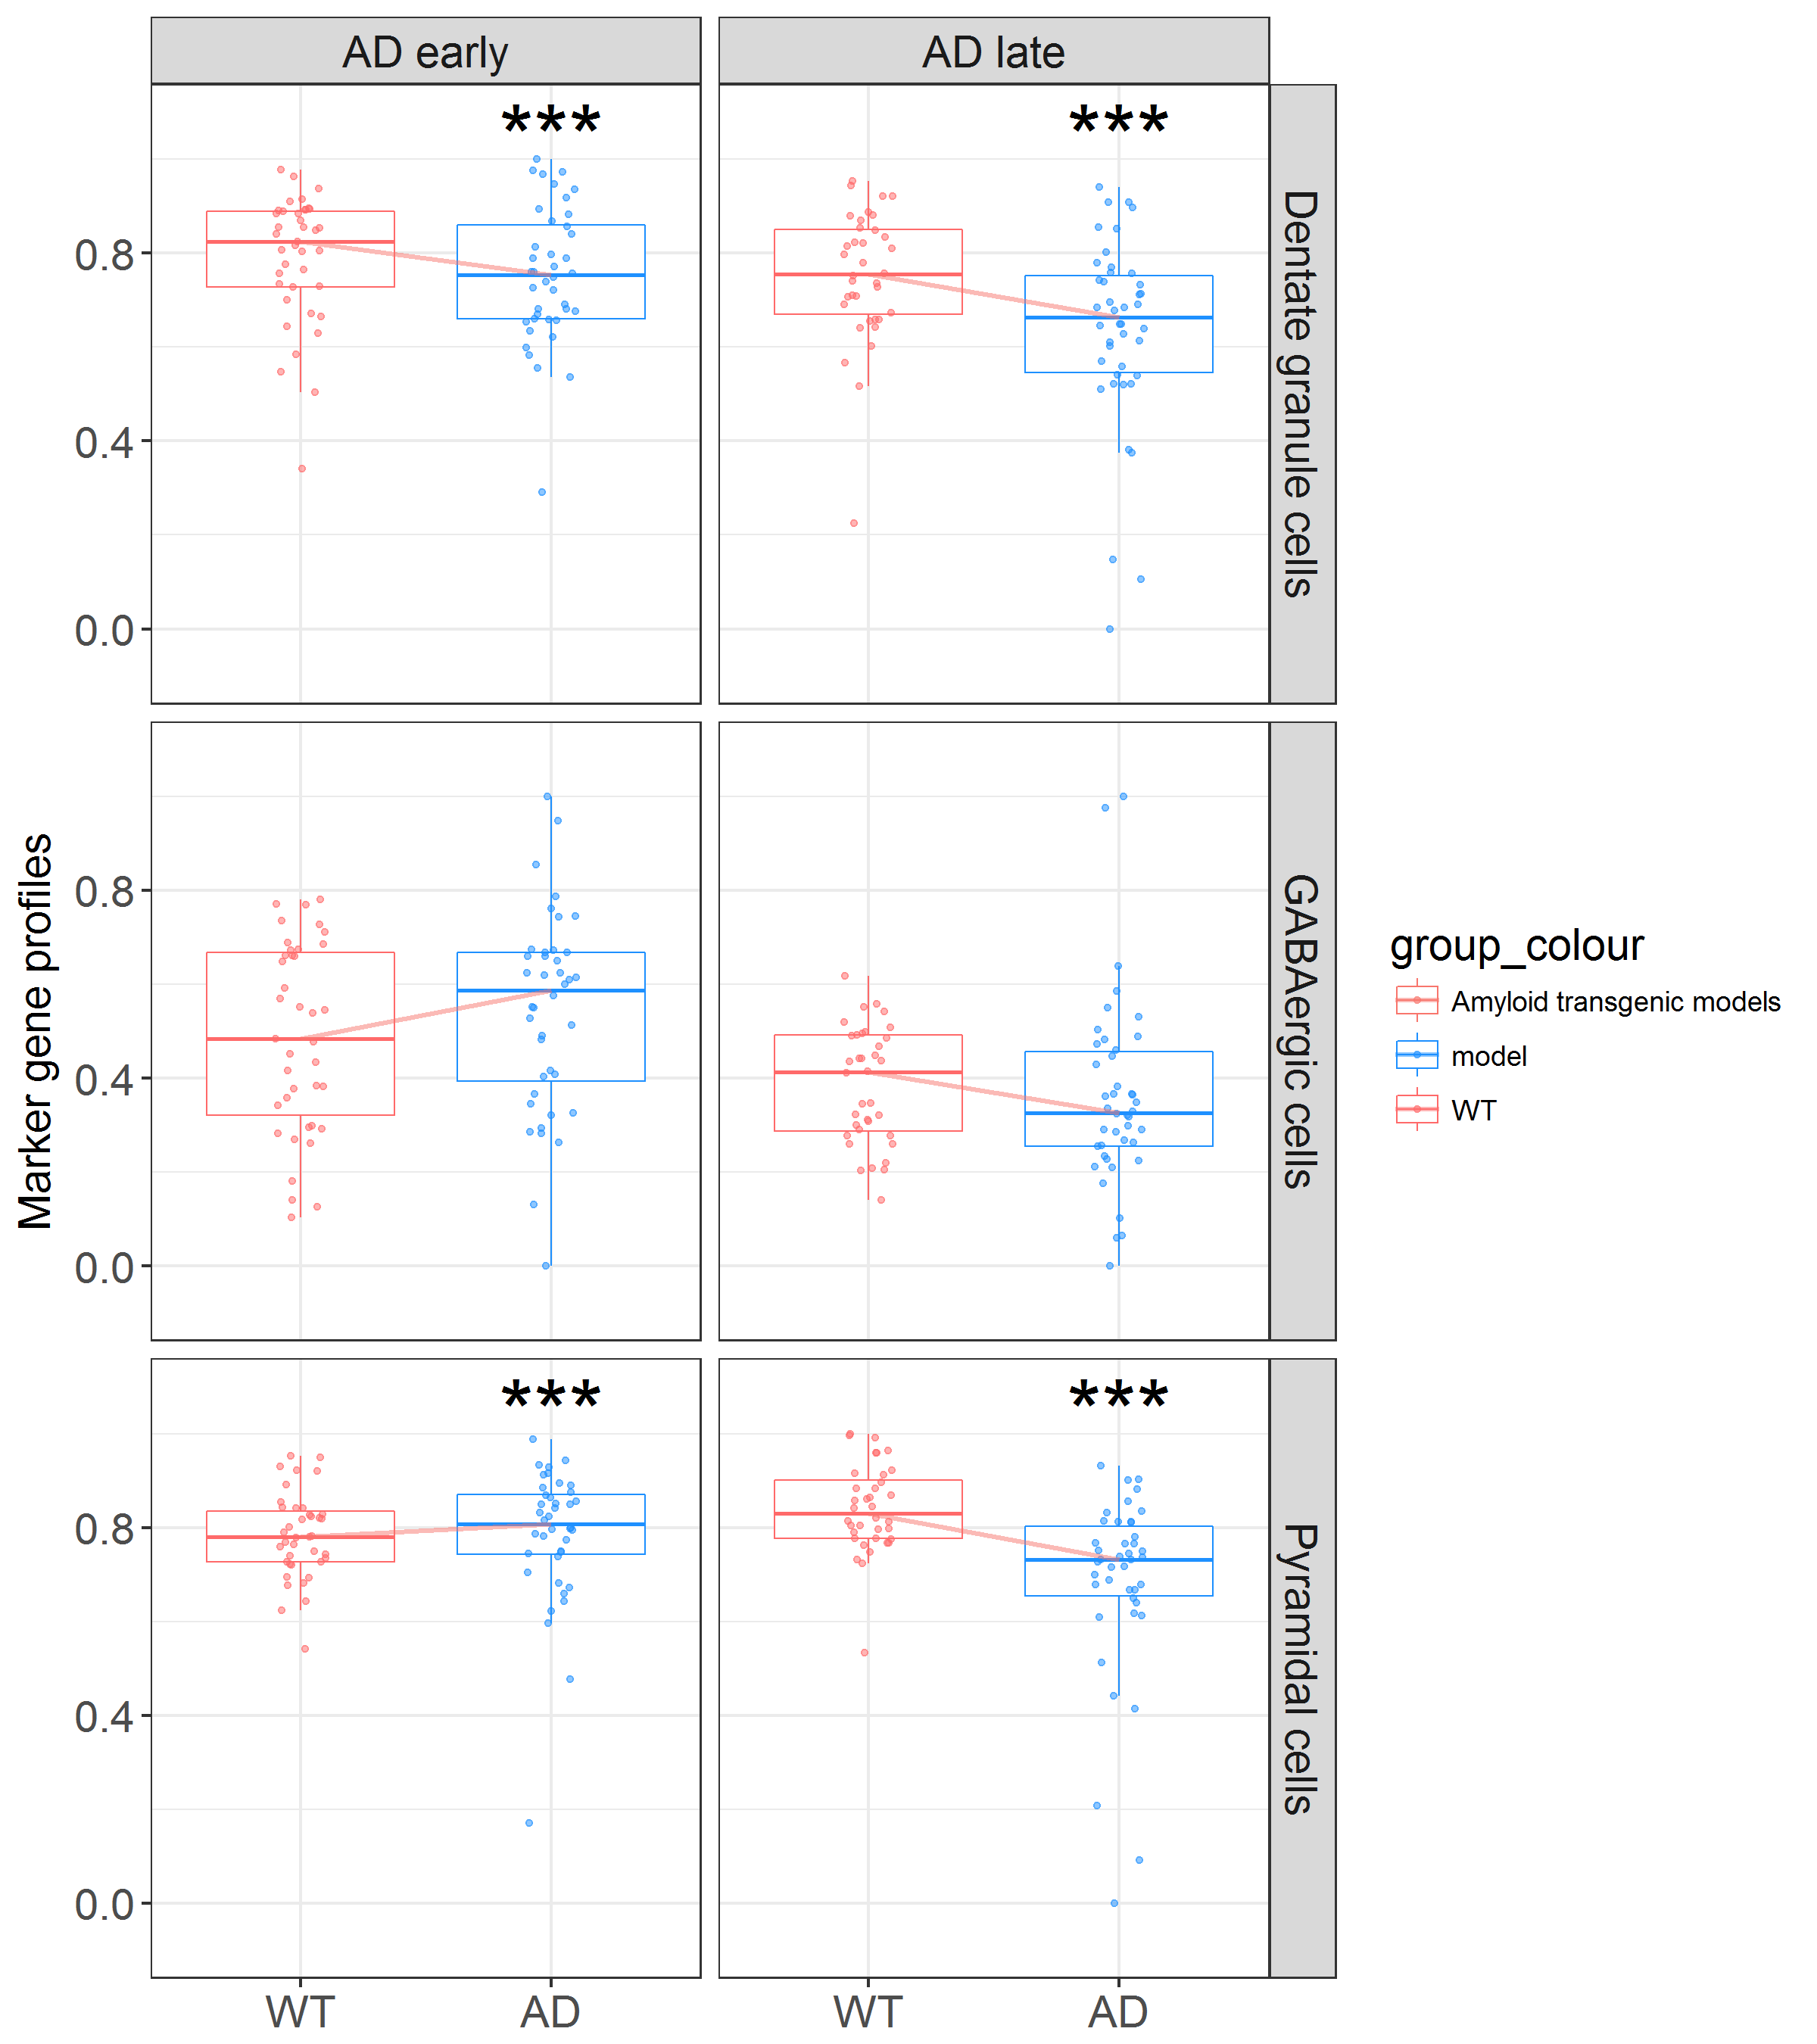 AD early
AD late
***
***
Dentate granule cells
0.8
0.4
0.0
GABAergic cells
0.8
0.4
0.0
Marker gene profiles
***
***
Pyramidal cells
0.8
0.4
0.0
WT
AD
WT
AD
group_colour
Amyloid transgenic models
model
WT